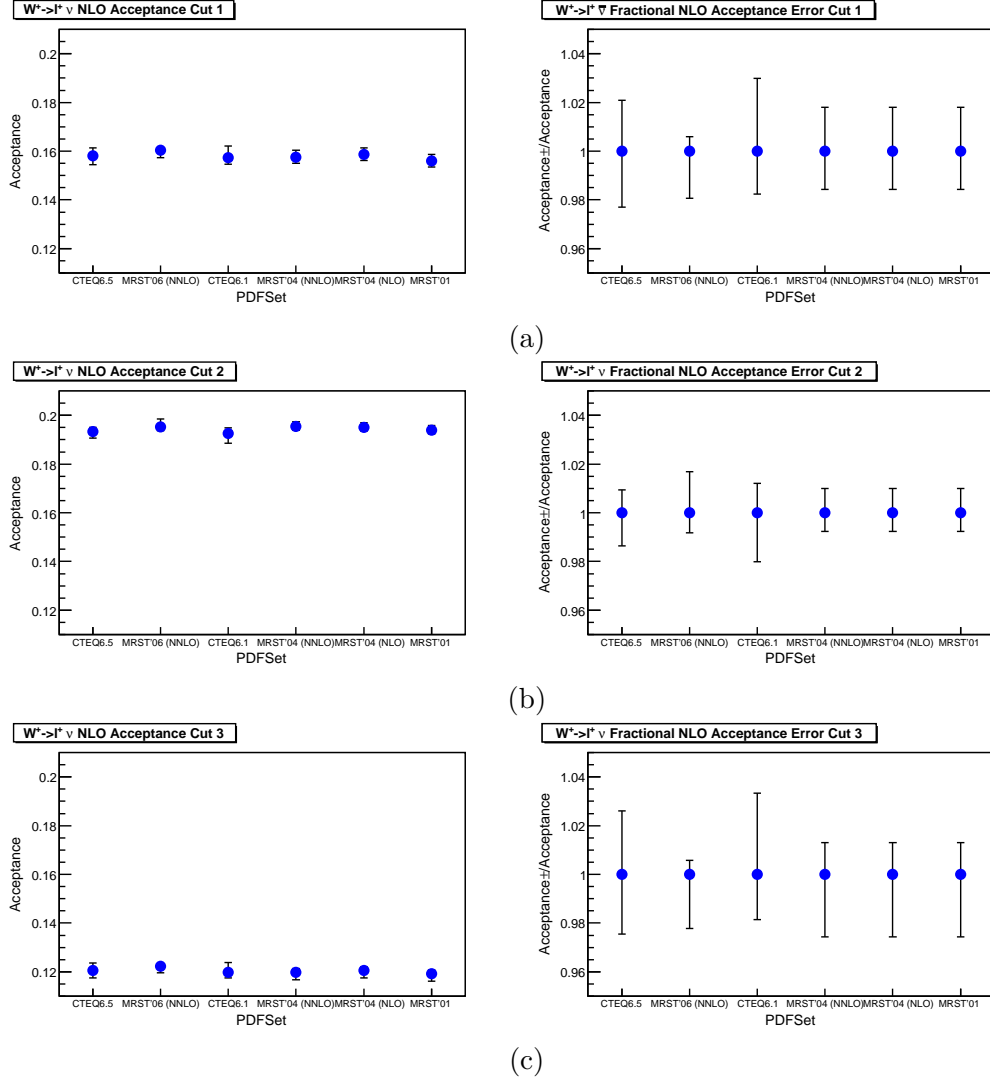 W⁺->l⁺ ν NLO Acceptance Cut 1
Acceptance
0.2
0.18
0.16
0.14
0.12
CTEQ6.5 MRST'06 (NNLO) CTEQ6.1 MRST'04 (NNLO) MRST'04 (NLO) MRST'01
PDFSet
W⁺->l⁺ ν̅ Fractional NLO Acceptance Error Cut 1
Acceptance±/Acceptance
1.04
1.02
1
0.98
0.96
CTEQ6.5 MRST'06 (NNLO) CTEQ6.1 MRST'04 (NNLO) MRST'04 (NLO) MRST'01
PDFSet
(a)
W⁺->l⁺ ν NLO Acceptance Cut 2
Acceptance
0.2
0.18
0.16
0.14
0.12
CTEQ6.5 MRST'06 (NNLO) CTEQ6.1 MRST'04 (NNLO) MRST'04 (NLO) MRST'01
PDFSet
W⁺->l⁺ ν Fractional NLO Acceptance Error Cut 2
Acceptance±/Acceptance
1.04
1.02
1
0.98
0.96
CTEQ6.5 MRST'06 (NNLO) CTEQ6.1 MRST'04 (NNLO) MRST'04 (NLO) MRST'01
PDFSet
(b)
W⁺->l⁺ ν NLO Acceptance Cut 3
Acceptance
0.2
0.18
0.16
0.14
0.12
CTEQ6.5 MRST'06 (NNLO) CTEQ6.1 MRST'04 (NNLO) MRST'04 (NLO) MRST'01
PDFSet
W⁺->l⁺ ν Fractional NLO Acceptance Error Cut 3
Acceptance±/Acceptance
1.04
1.02
1
0.98
0.96
CTEQ6.5 MRST'06 (NNLO) CTEQ6.1 MRST'04 (NNLO) MRST'04 (NLO) MRST'01
PDFSet
(c)